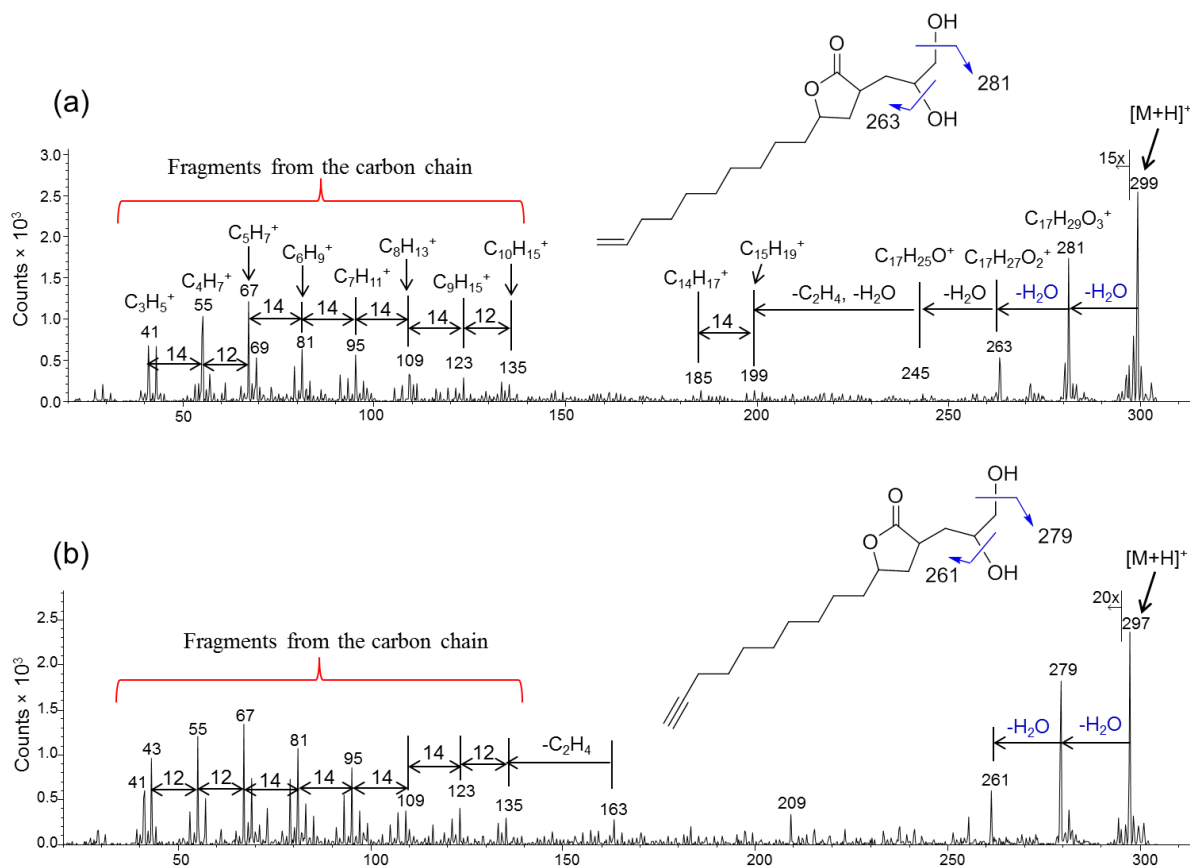 (a)
Counts × 10³
3.0
2.5
2.0
1.5
1.0
0.5
0.0
50
100
150
200
250
300
Fragments from the carbon chain
C₃H₅⁺
C₄H₇⁺
C₅H₇⁺
C₆H₉⁺
C₇H₁₁⁺
C₈H₁₃⁺
C₉H₁₅⁺
C₁₀H₁₅⁺
41
55
67
69
81
95
109
123
135
14
12
14
14
14
14
12
O
O
OH
OH
281
263
C₁₄H₁₇⁺
C₁₅H₁₉⁺
C₁₇H₂₅O⁺
C₁₇H₂₇O₂⁺
C₁₇H₂₉O₃⁺
[M+H]⁺
15x
299
281
263
245
199
185
14
-C₂H₄, -H₂O
-H₂O
-H₂O
-H₂O
(b)
Counts × 10³
2.5
2.0
1.5
1.0
0.5
0.0
50
100
150
200
250
300
Fragments from the carbon chain
41
43
55
67
81
95
109
123
135
163
209
261
279
297
12
12
14
14
14
14
12
-C₂H₄
O
O
OH
OH
279
261
[M+H]⁺
20x
-H₂O
-H₂O